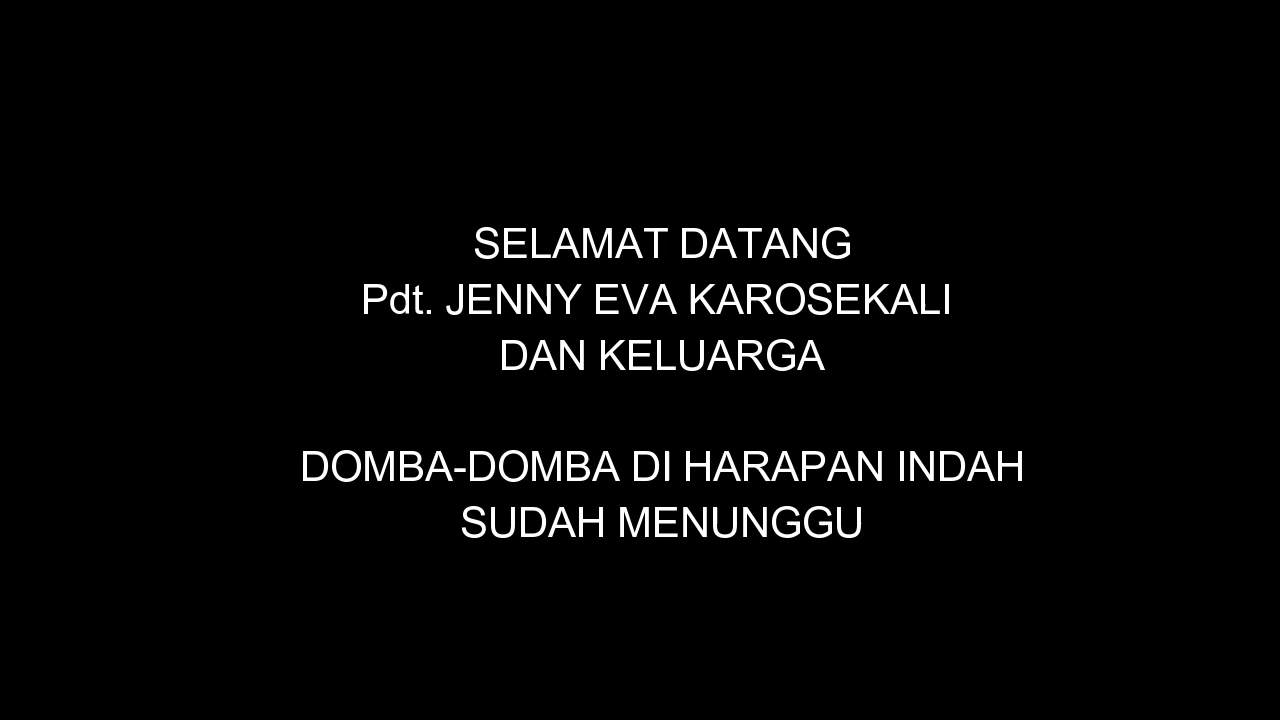 SELAMAT DATANG
Pdt. JENNY EVA KAROSEKALI
DAN KELUARGA
DOMBA-DOMBA DI HARAPAN INDAH
SUDAH MENUNGGU